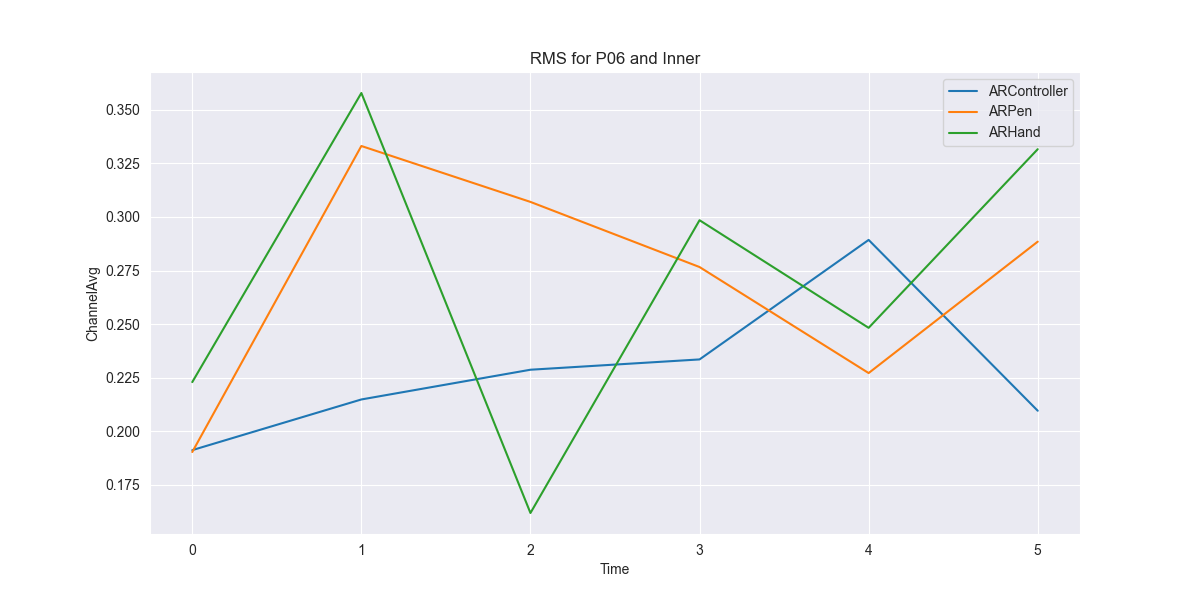 RMS for P06 and Inner
ARController
ARPen
ARHand
ChannelAvg
0.350
0.325
0.300
0.275
0.250
0.225
0.200
0.175
0 1 2 3 4 5
Time